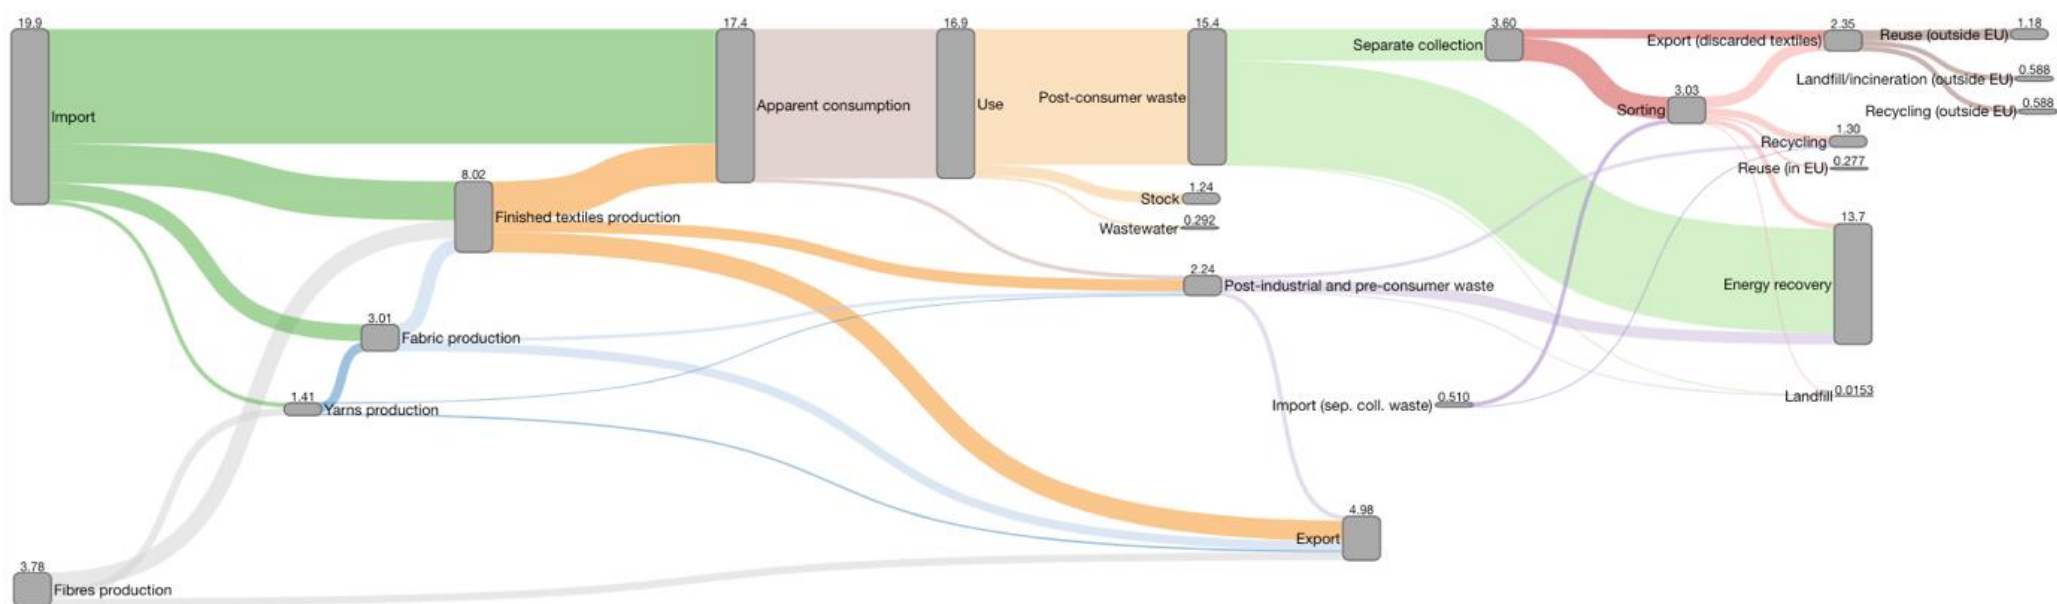 19.9
Import
17.4
Apparent consumption
16.9
Use
15.4
Post-consumer waste
3.60
Separate collection
2.35
Export (discarded textiles)
1.18
Reuse (outside EU)
0.588
Landfill/incineration (outside EU)
0.588
Recycling (outside EU)
3.03
Sorting
1.30
Recycling
0.277
Reuse (in EU)
8.02
Finished textiles production
1.24
Stock
0.292
Wastewater
13.7
Energy recovery
2.24
Post-industrial and pre-consumer waste
3.01
Fabric production
1.41
Yarns production
0.510
Import (sep. coll. waste)
0.0153
Landfill
4.98
Export
3.78
Fibres production